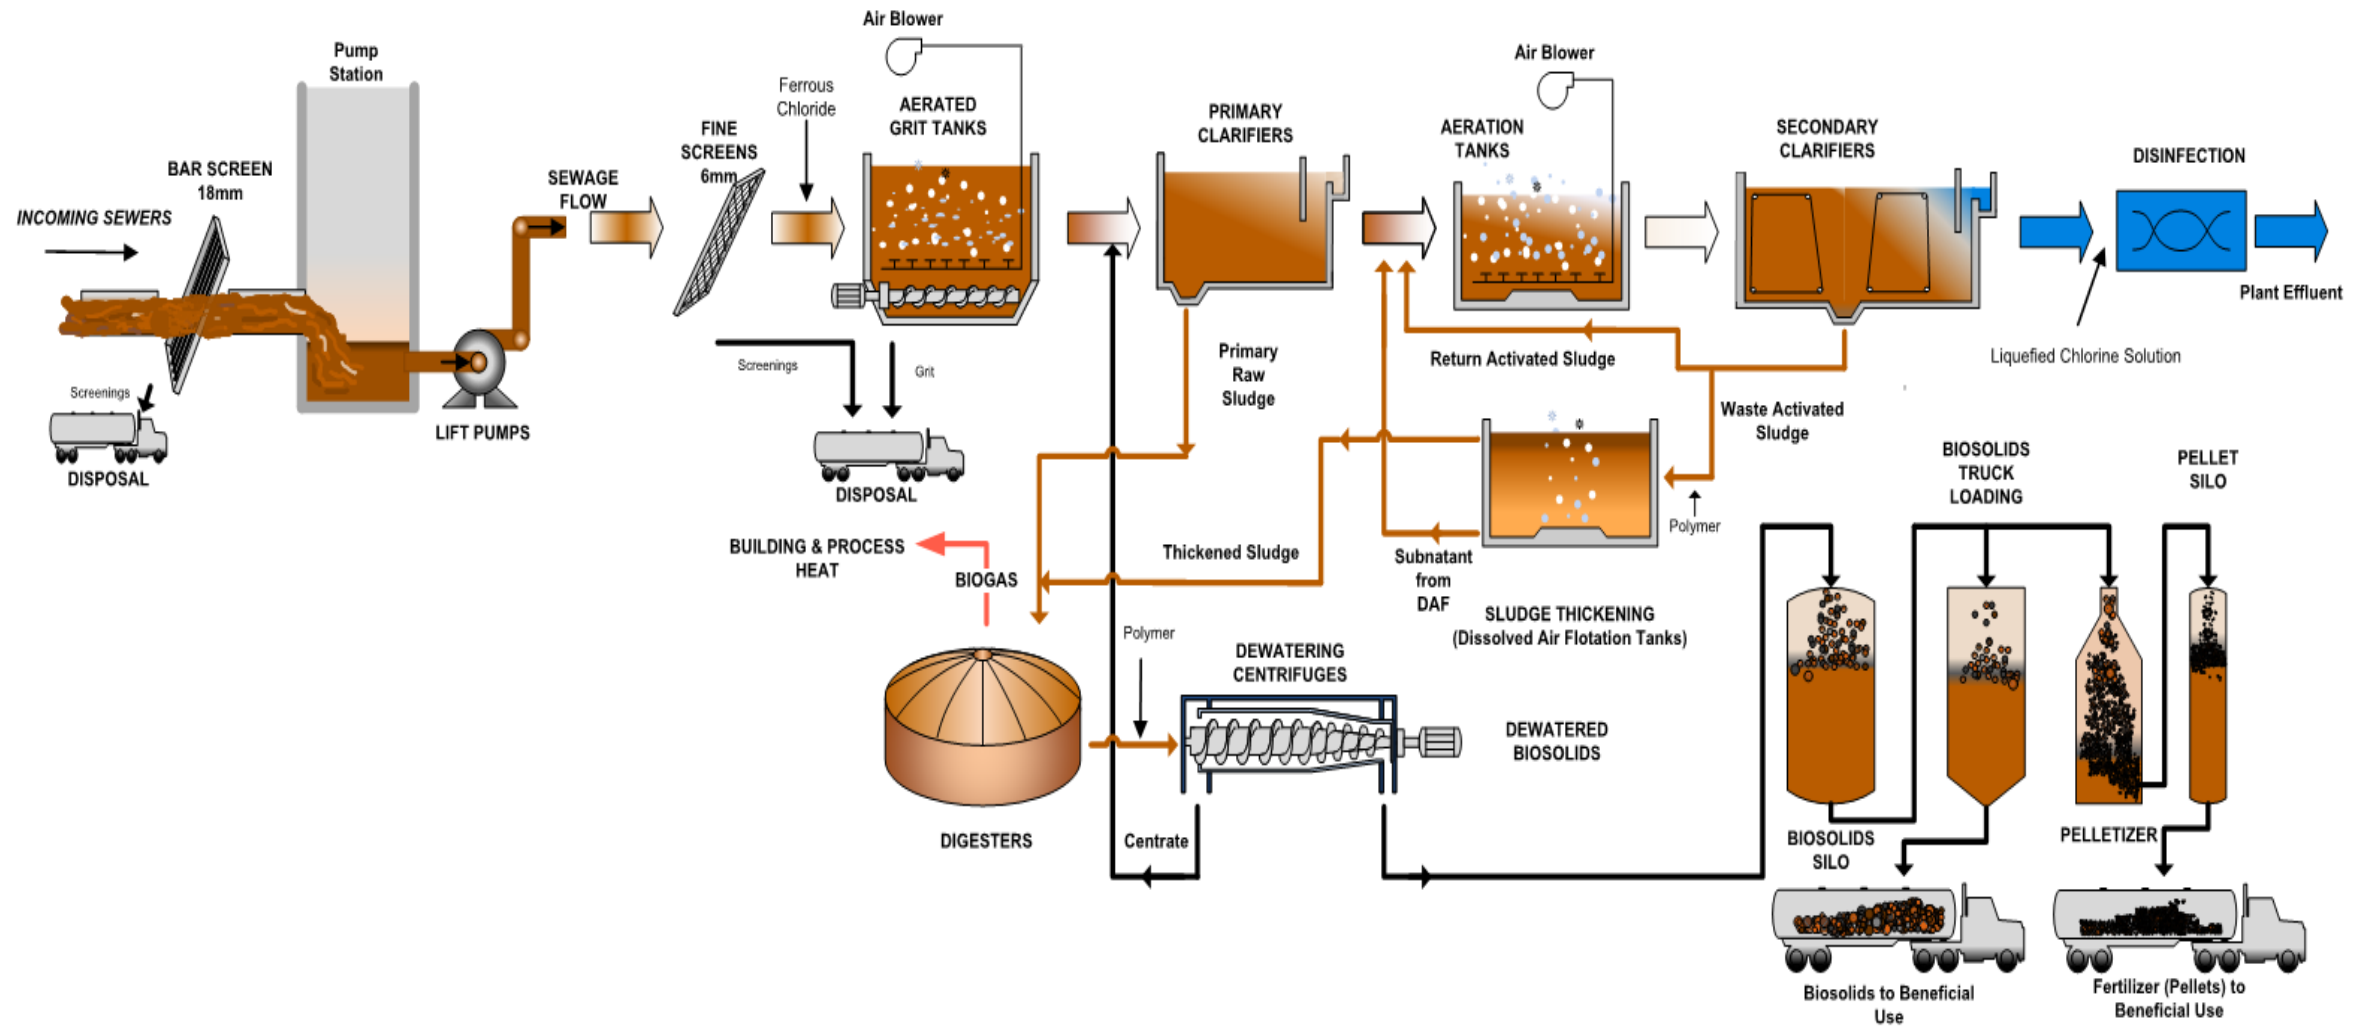 Air Blower
Pump
Station
Air Blower
Ferrous
Chloride
AERATED
GRIT TANKS
PRIMARY
CLARIFIERS
FINE
SCREENS
6mm
AERATION
TANKS
SECONDARY
CLARIFIERS
DISINFECTION
BAR SCREEN
18mm
SEWAGE
FLOW
INCOMING SEWERS
Plant Effluent
Liquefied Chlorine Solution
Screenings
Screenings
Grit
Primary
Raw
Sludge
Return Activated Sludge
Waste Activated
Sludge
LIFT PUMPS
DISPOSAL
DISPOSAL
BIOSOLIDS
TRUCK
LOADING
PELLET
SILO
Polymer
BUILDING & PROCESS
HEAT
BIOGAS
Thickened Sludge
Subnatant
from
DAF
SLUDGE THICKENING
(Dissolved Air Flotation Tanks)
Polymer
DEWATERING
CENTRIFUGES
DEWATERED
BIOSOLIDS
DIGESTERS
Centrate
BIOSOLIDS
SILO
PELLETIZER
Biosolids to Beneficial
Use
Fertilizer (Pellets) to
Beneficial Use